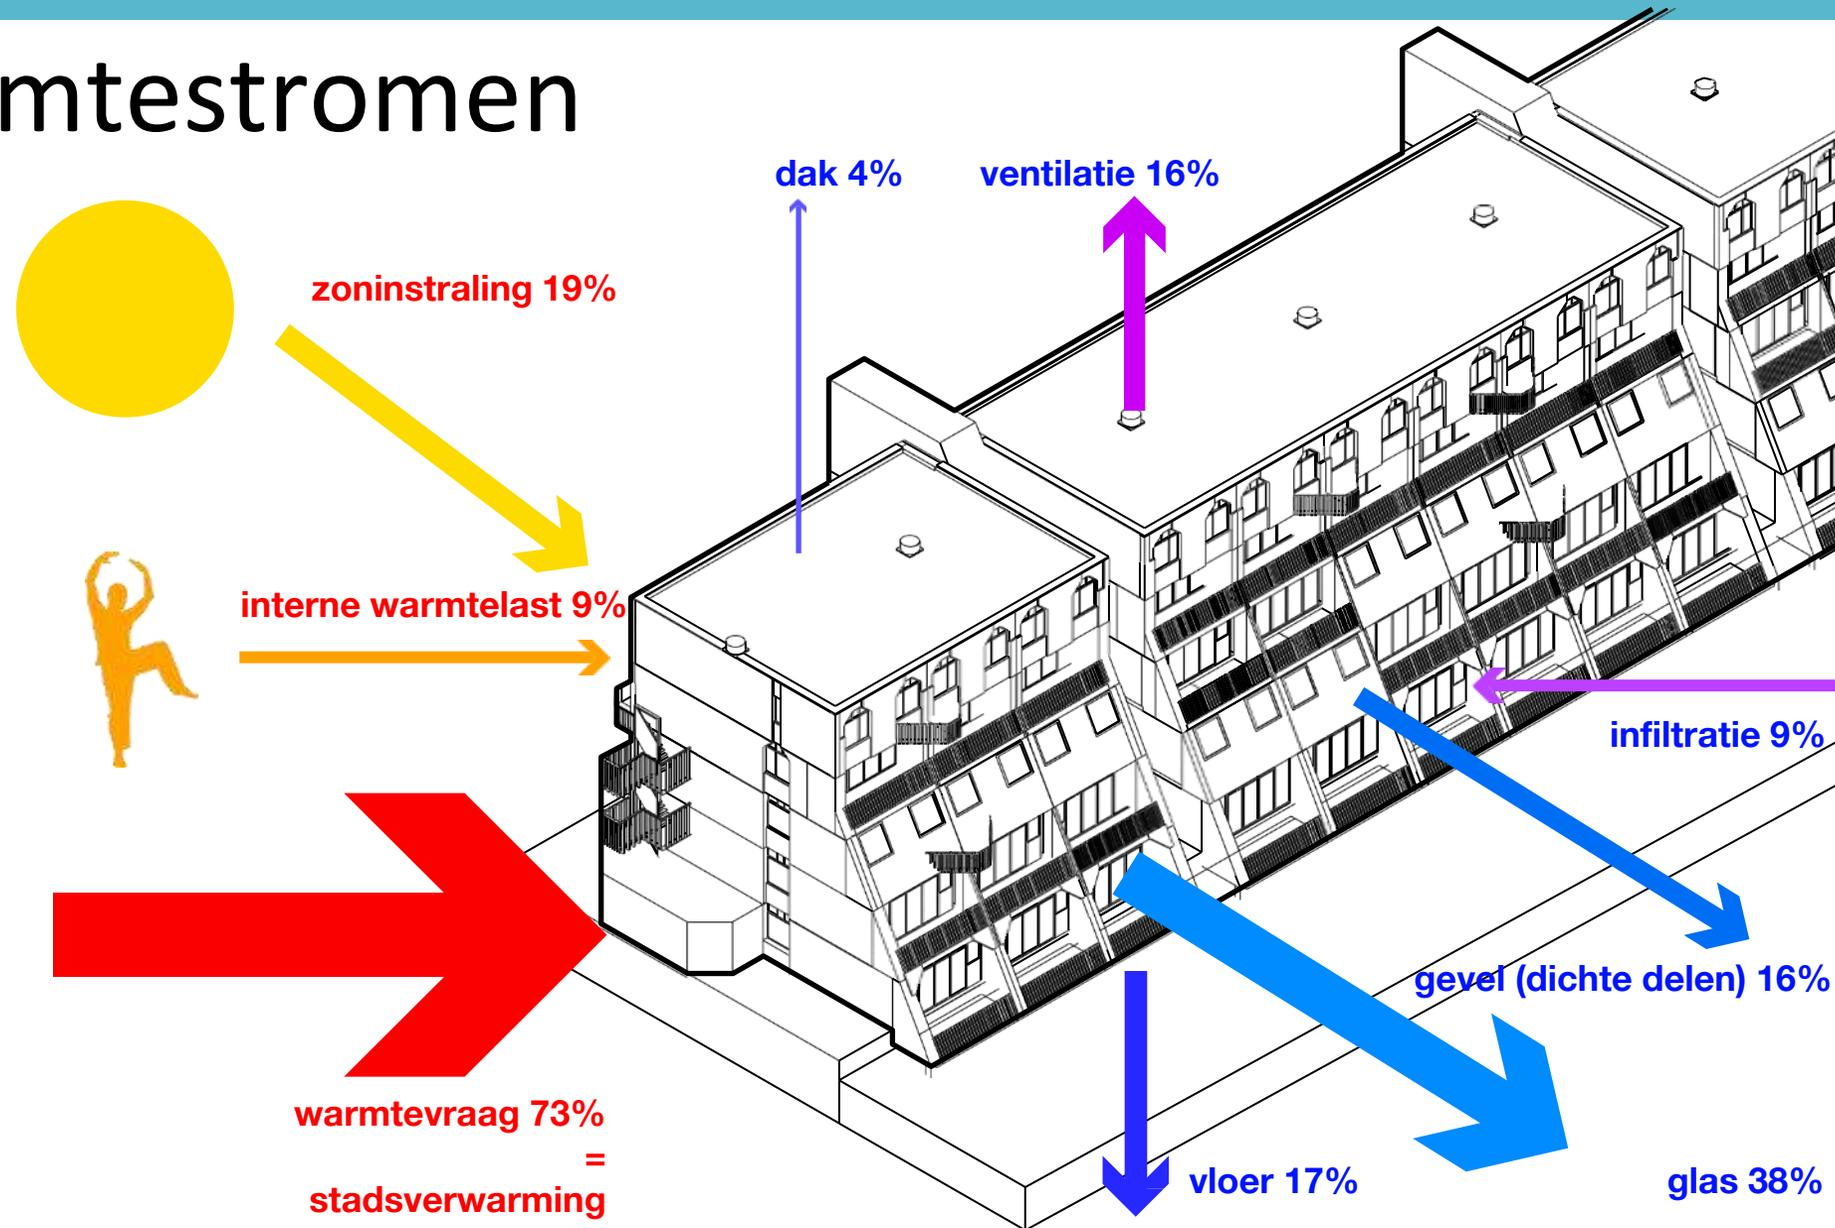 mtestromen
dak 4%
ventilatie 16%
zoninstraling 19%
interne warmtelast 9%
infiltratie 9%
gevel (dichte delen) 16%
warmtevraag 73%
=
stadsverwarming
vloer 17%
glas 38%